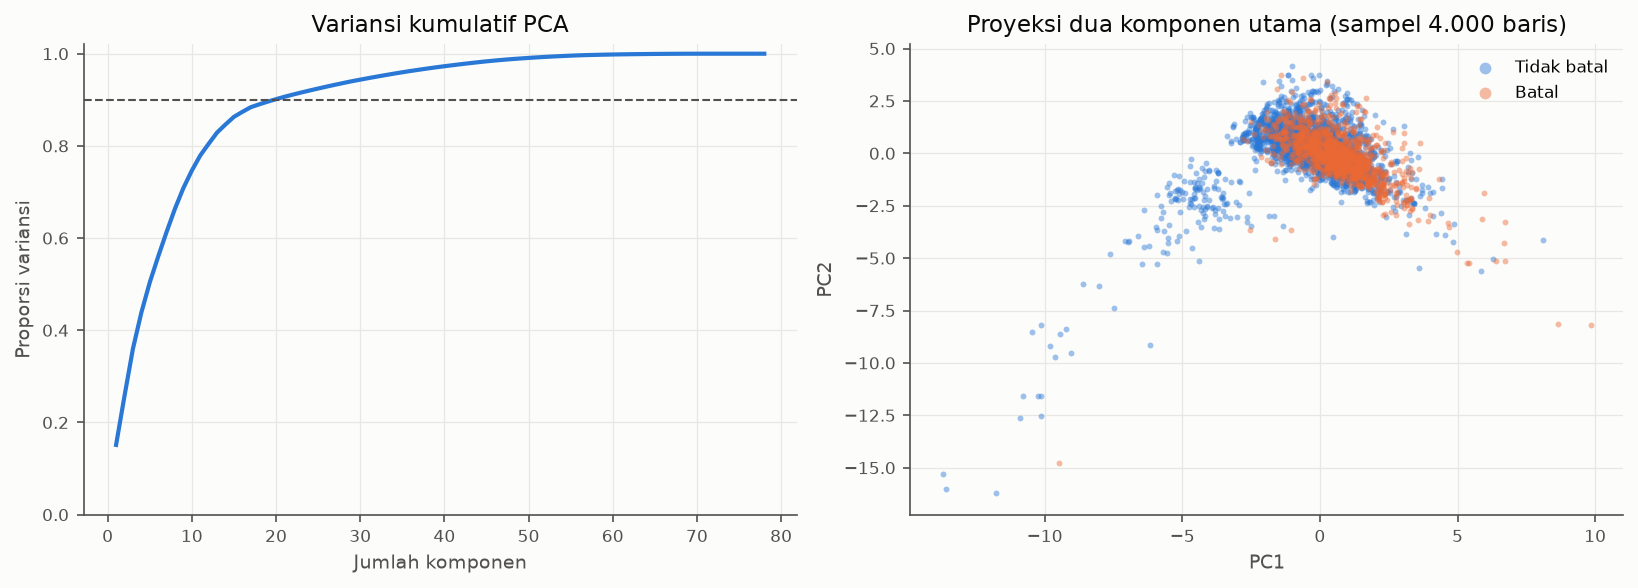 Variansi kumulatif PCA
1.0
0.8
0.6
0.4
0.2
0.0
Proporsi variansi
0 10 20 30 40 50 60 70 80
Jumlah komponen
Proyeksi dua komponen utama (sampel 4.000 baris)
Tidak batal
Batal
5.0
2.5
0.0
−2.5
−5.0
−7.5
−10.0
−12.5
−15.0
PC2
−10 −5 0 5 10
PC1